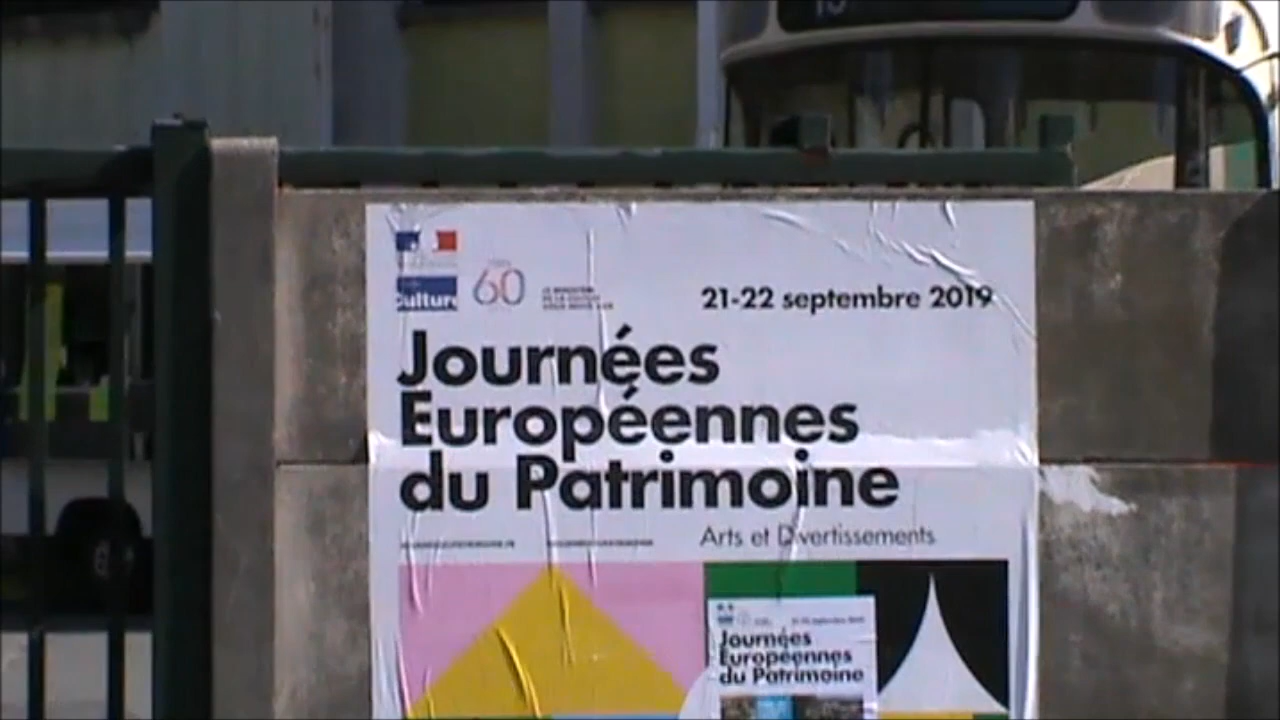 Culture
60
21-22 septembre 2019
Journées
Européennes
du Patrimoine
Arts et Divertissements
Journées
Européennes
du Patrimoine